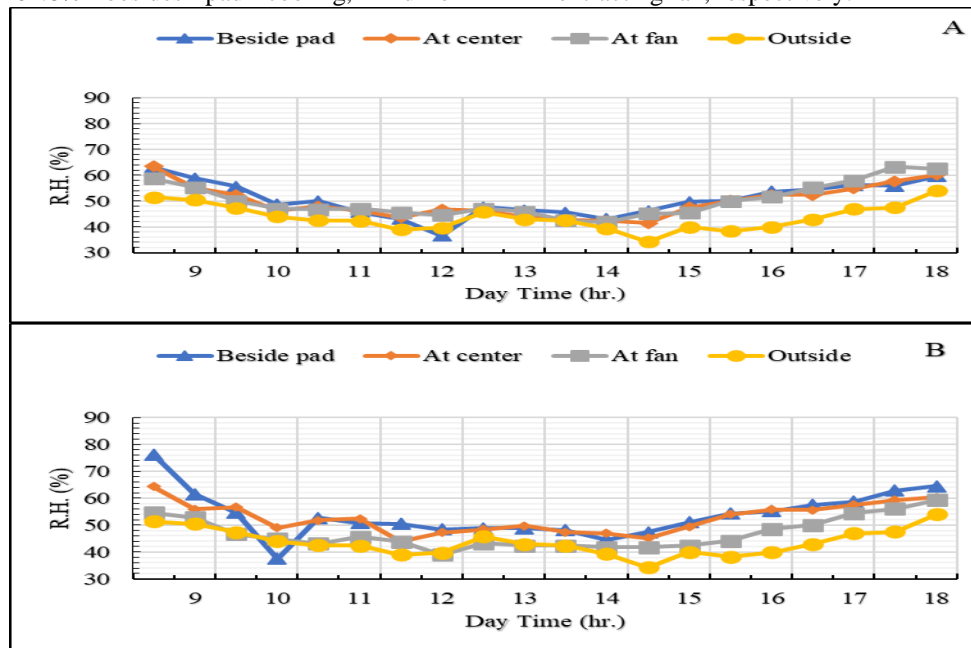 Beside pad At center At fan Outside A
90
80
70
60
50
40
30
R.H. (%)
9 10 11 12 13 14 15 16 17 18
Day Time (hr.)
Beside pad At center At fan Outside B
90
80
70
60
50
40
30
R.H. (%)
9 10 11 12 13 14 15 16 17 18
Day Time (hr.)